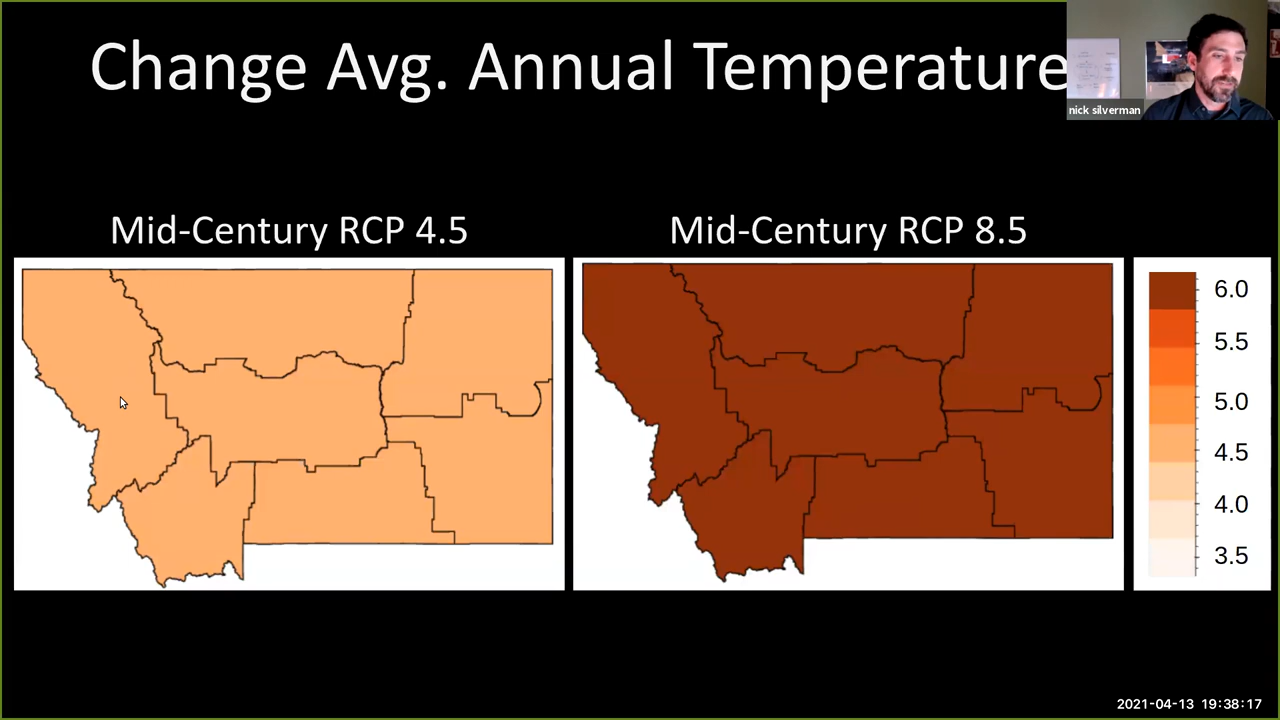 Change Avg. Annual Temperature
nick silverman
Mid-Century RCP 4.5
Mid-Century RCP 8.5
6.0
5.5
5.0
4.5
4.0
3.5
2021-04-13 19:38:17